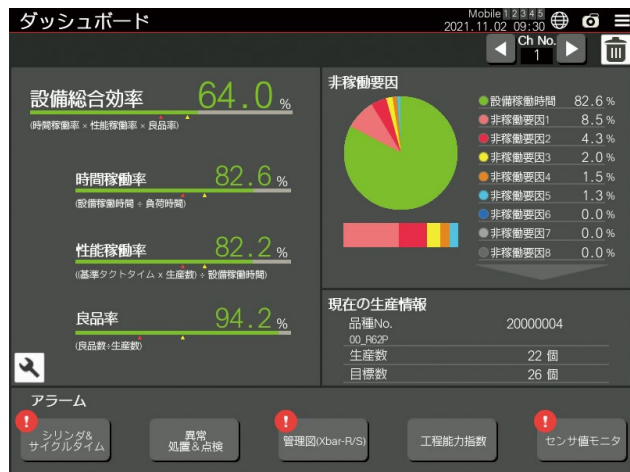 ダッシュボード
Mobile 1 2 3 4 5
2021.11.02 09:30
Ch No.
1
設備総合効率 64.0 %
(時間稼働率 × 性能稼働率 × 良品率)
時間稼働率 82.6 %
(設備稼働時間 ÷ 負荷時間)
性能稼働率 82.2 %
((基準タクトタイム x 生産数) ÷ 設備稼働時間)
良品率 94.2 %
(良品数÷生産数)
非稼働要因
設備稼働時間 82.6 %
非稼働要因1 8.5 %
非稼働要因2 4.3 %
非稼働要因3 2.0 %
非稼働要因4 1.5 %
非稼働要因5 1.3 %
非稼働要因6 0.0 %
非稼働要因7 0.0 %
非稼働要因8 0.0 %
現在の生産情報
品種No. 20000004
00_R62P
生産数 22 個
目標数 26 個
アラーム
! シリンダ&
サイクルタイム
異常
処置&点検
! 管理図(Xbar-R/S)
工程能力指数
! センサ値モニタ